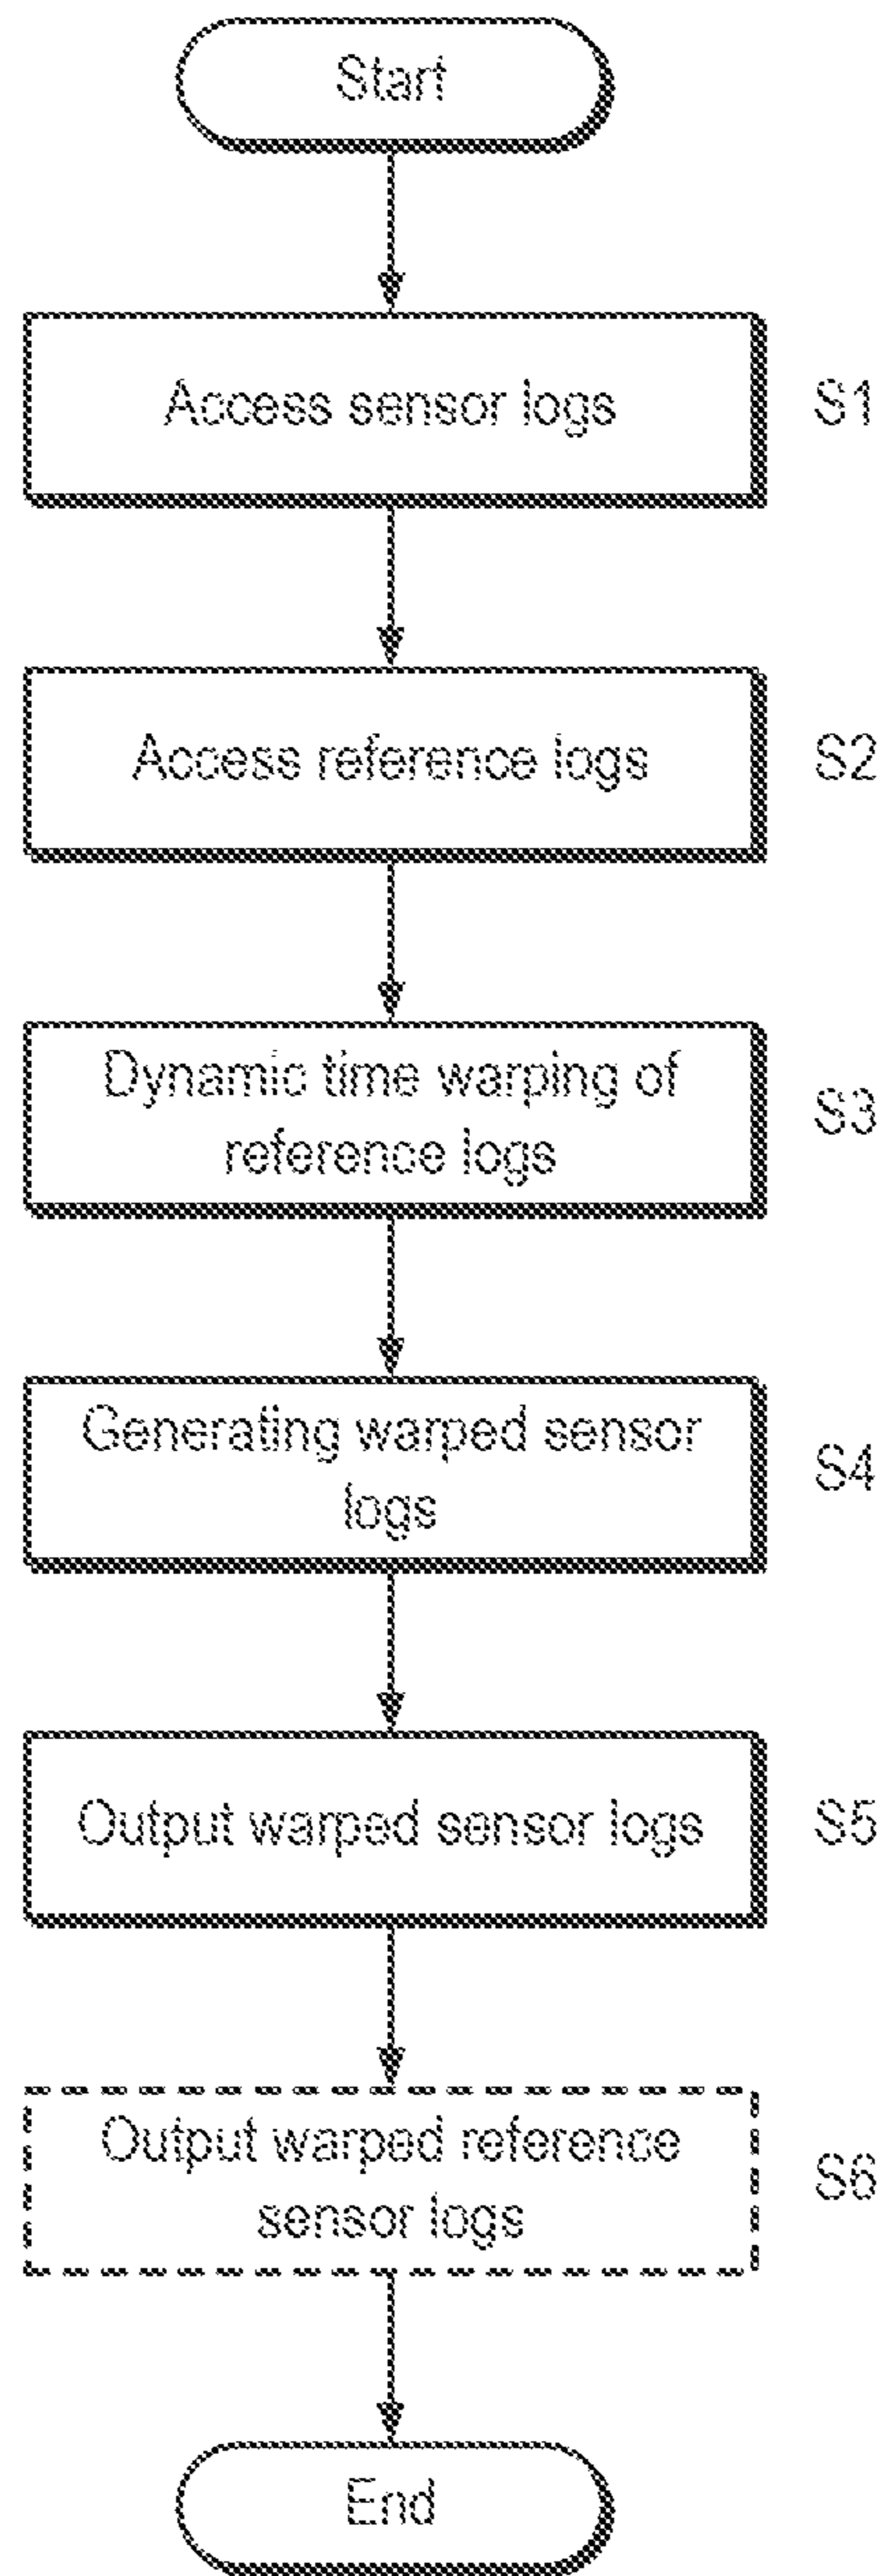 Start
Access sensor logs
S1
Access reference logs
S2
Dynamic time warping of
reference logs
S3
Generating warped sensor
logs
S4
Output warped sensor logs
S5
Output warped reference
sensor logs
S6
End